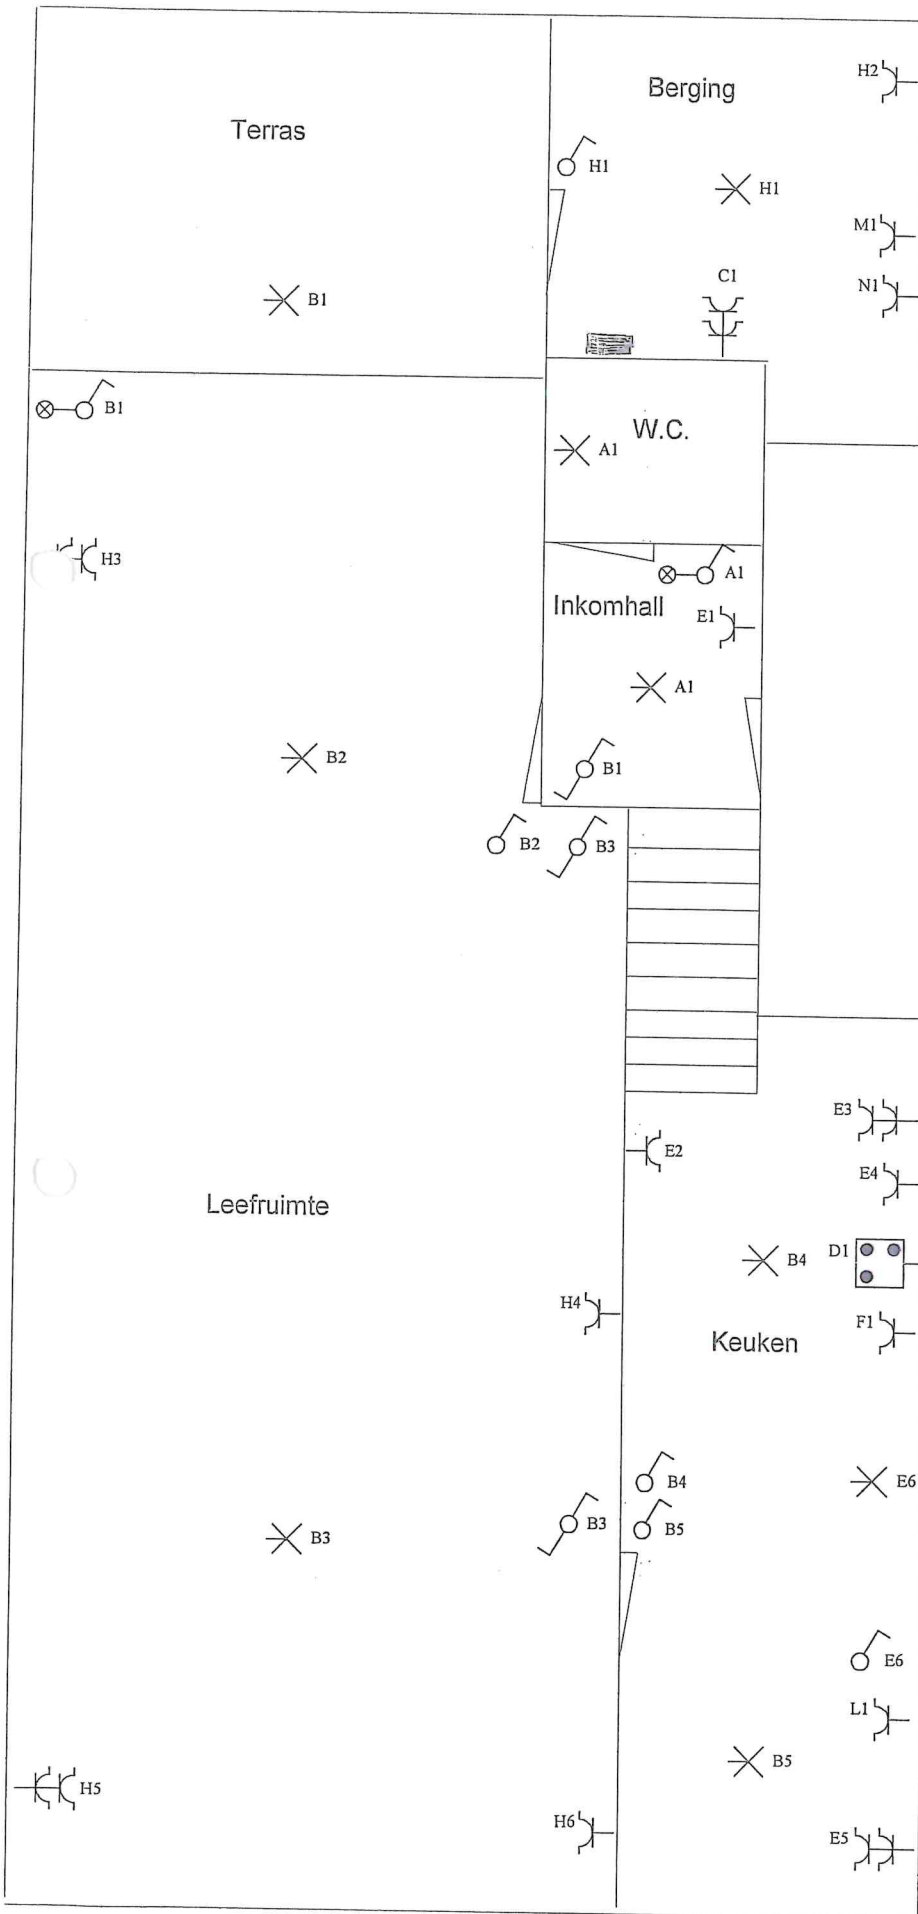 H2
Berging
Terras
H1
H1
M1
C1
N1
B1
B1
W.C.
A1
H3
A1
Inkomhall
E1
A1
B2
B1
B2
B3
E3
E2
E4
Leefruimte
D1
B4
H4
F1
Keuken
B4
E6
B3
B5
B3
E6
L1
B5
H5
H6
E5